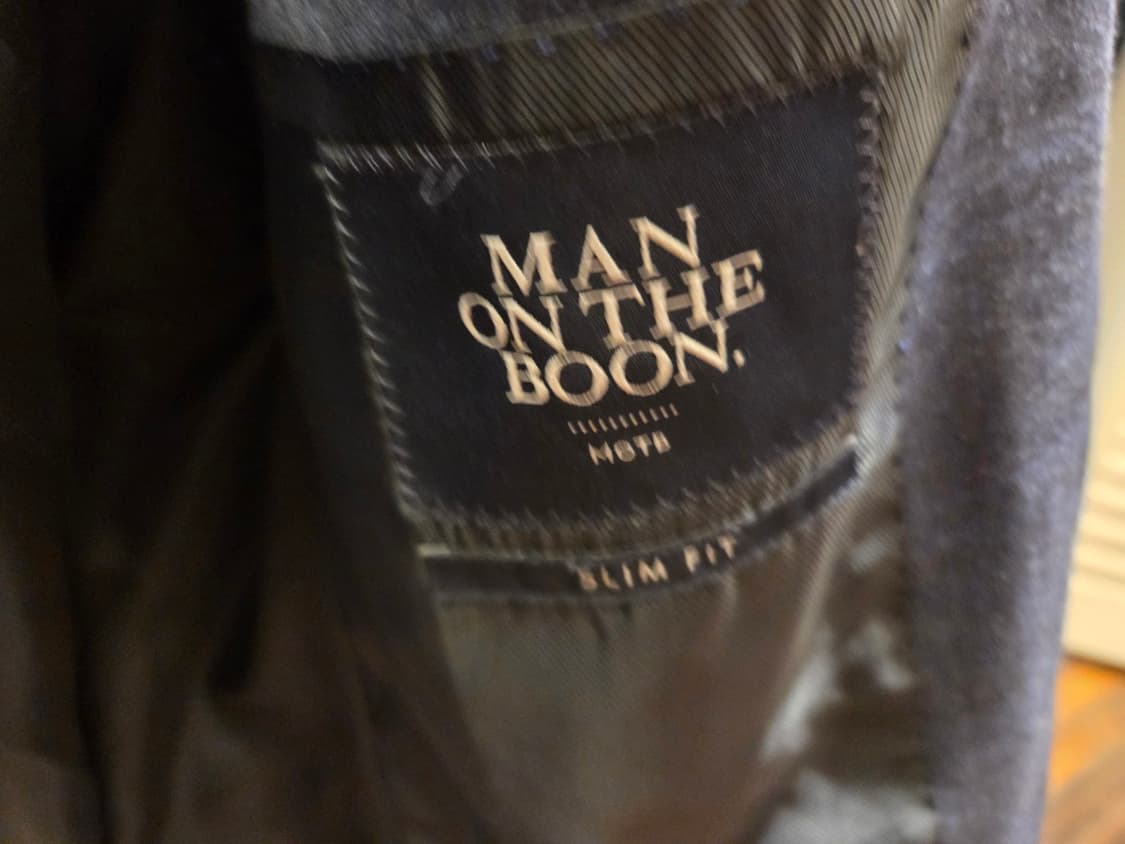 MAN
ON THE
BOON.
MOTB
SLIM FIT